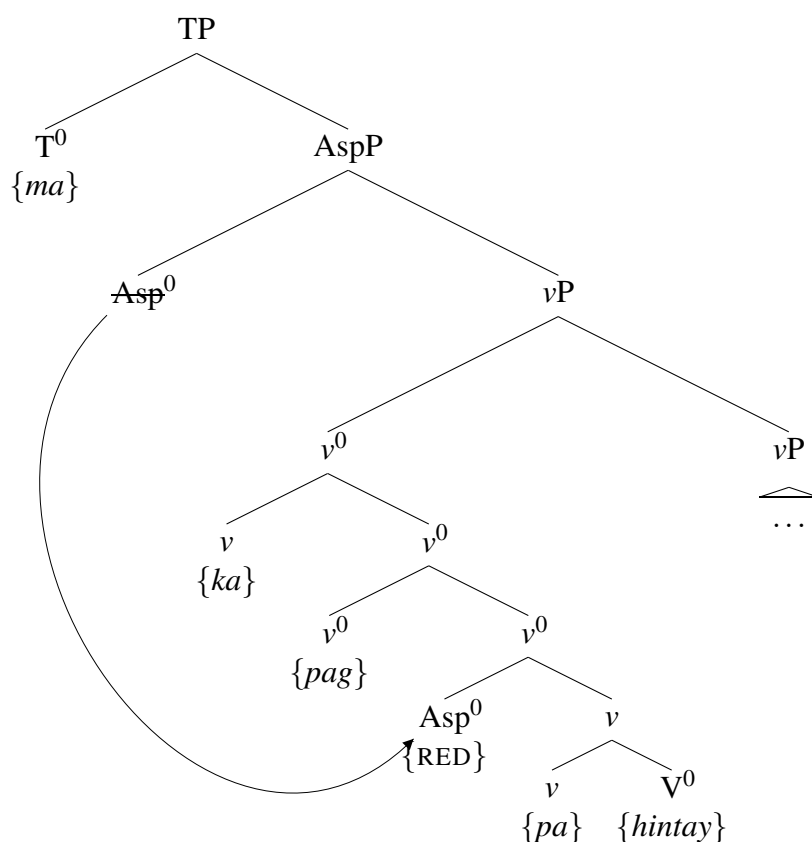 TP
T⁰ AspP
{ma}
Asp⁰ vP
v⁰ vP
v v⁰ ...
{ka}
v⁰ v⁰
{pag}
Asp⁰ v
{RED}
v V⁰
{pa} {hintay}